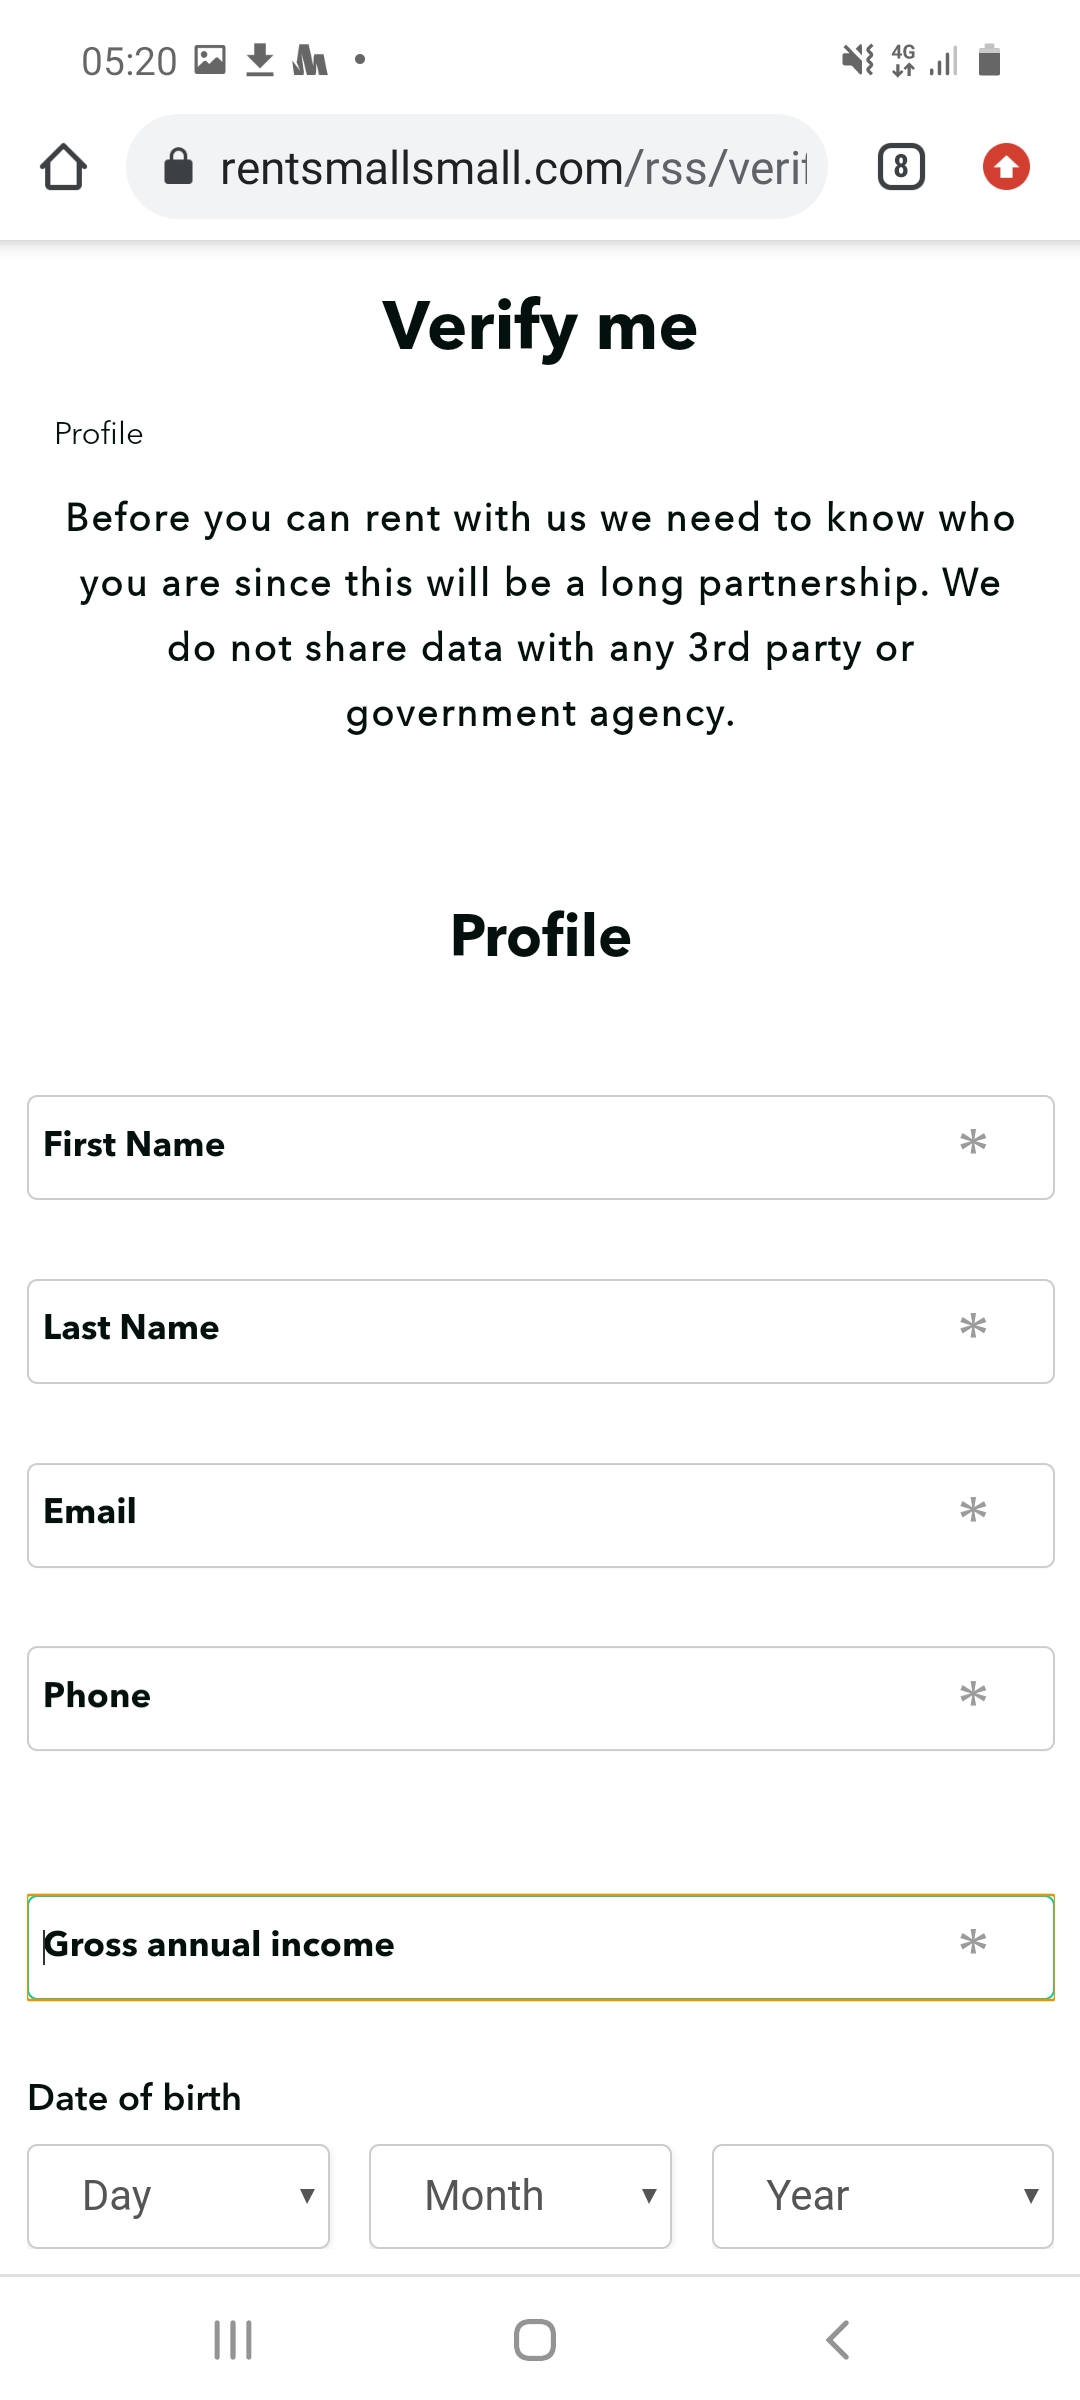 05:20
4G
rentsmallsmall.com/rss/verif
8
Verify me
Profile
Before you can rent with us we need to know who
you are since this will be a long partnership. We
do not share data with any 3rd party or
government agency.
Profile
First Name *
Last Name *
Email *
Phone *
Gross annual income *
Date of birth
Day ▼ Month ▼ Year ▼